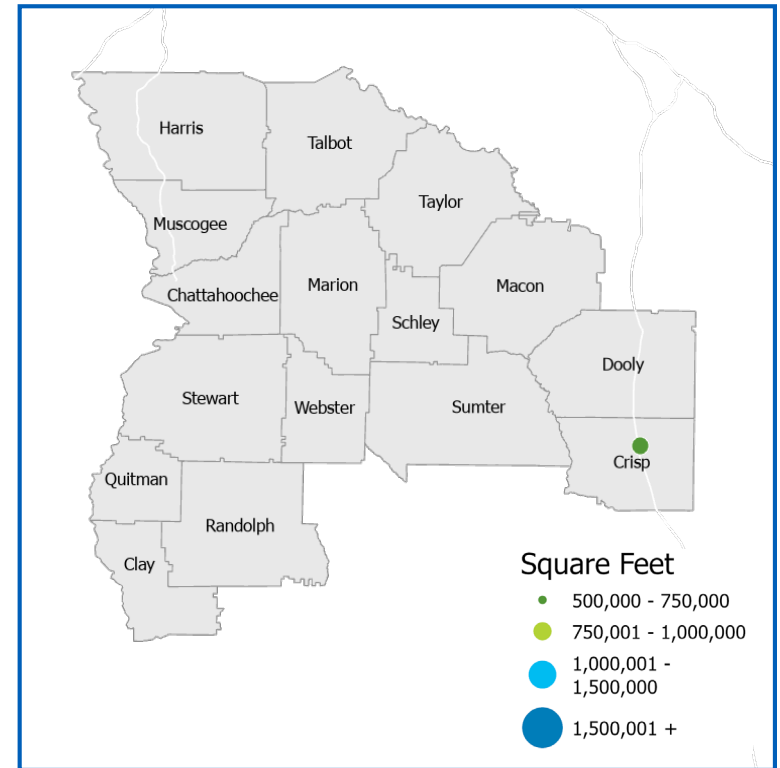 Harris
Talbot
Taylor
Muscogee
Marion
Macon
Chattahoochee
Schley
Dooly
Stewart
Webster
Sumter
Crisp
Quitman
Randolph
Clay
Square Feet
500,000 - 750,000
750,001 - 1,000,000
1,000,001 -
1,500,000
1,500,001 +